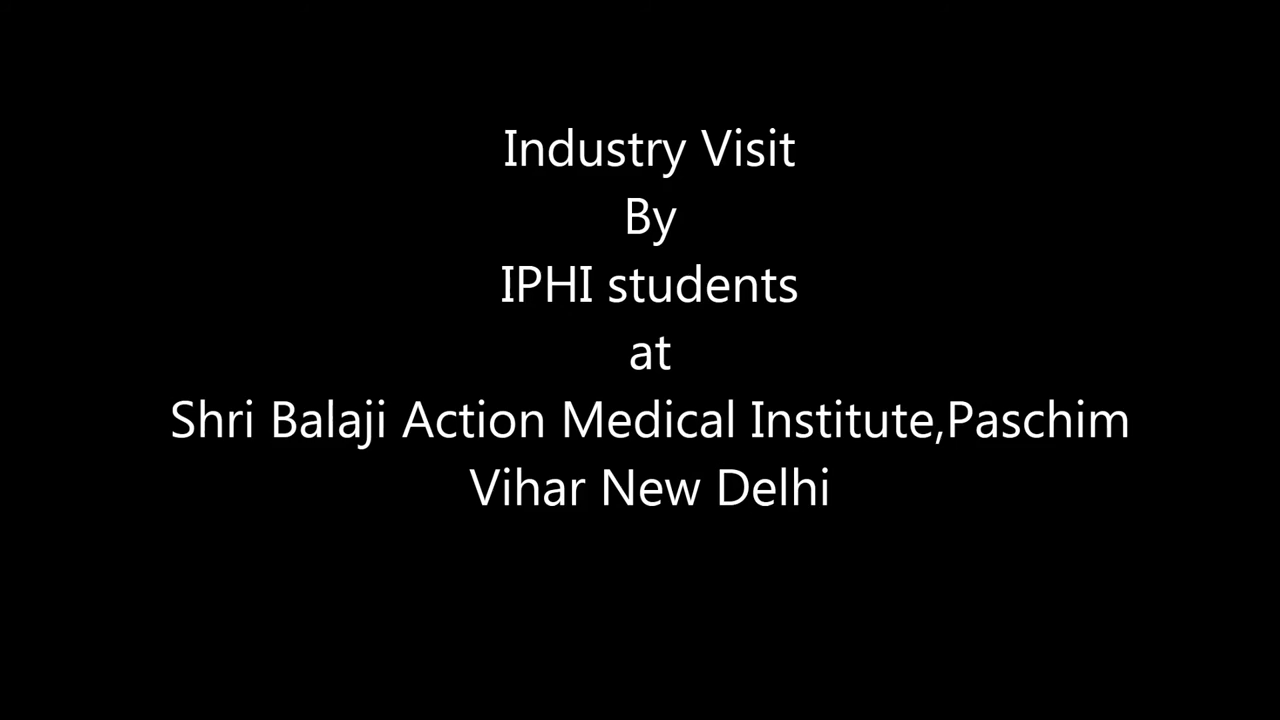 Industry Visit
By
IPHI students
at
Shri Balaji Action Medical Institute,Paschim
Vihar New Delhi